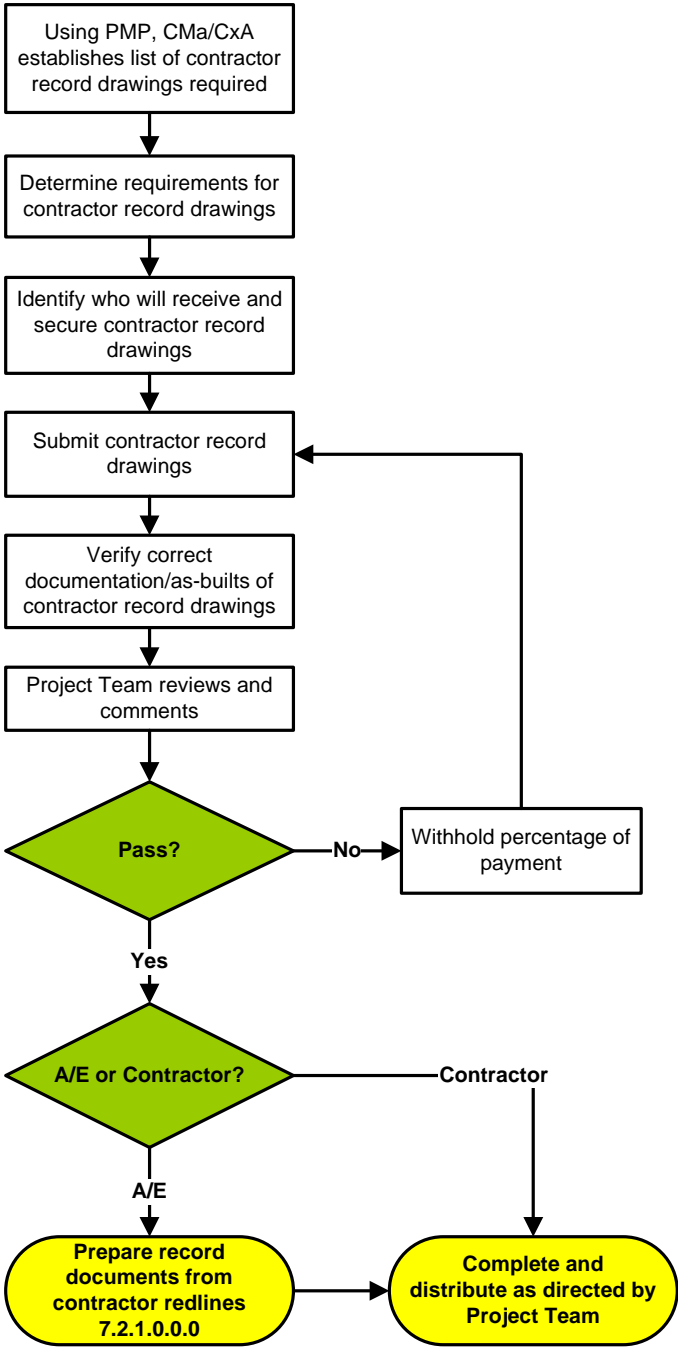 Using PMP, CMa/CxA
establishes list of contractor
record drawings required
Determine requirements for
contractor record drawings
Identify who will receive and
secure contractor record
drawings
Submit contractor record
drawings
Verify correct
documentation/as-builts of
contractor record drawings
Project Team reviews and
comments
Pass?
No
Withhold percentage of
payment
Yes
A/E or Contractor?
Contractor
A/E
Prepare record
documents from
contractor redlines
7.2.1.0.0.0
Complete and
distribute as directed by
Project Team